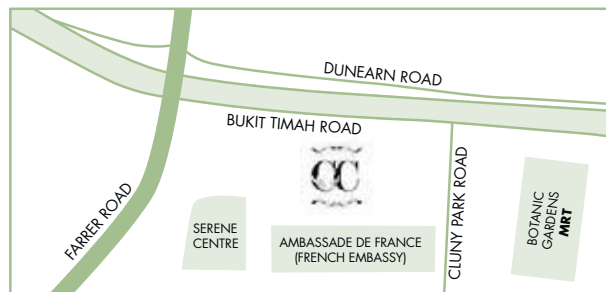 DUNEARN ROAD
BUKIT TIMAH ROAD
CC
FARRER ROAD
SERENE
CENTRE
AMBASSADE DE FRANCE
(FRENCH EMBASSY)
CLUNY PARK ROAD
BOTANIC
GARDENS
MRT